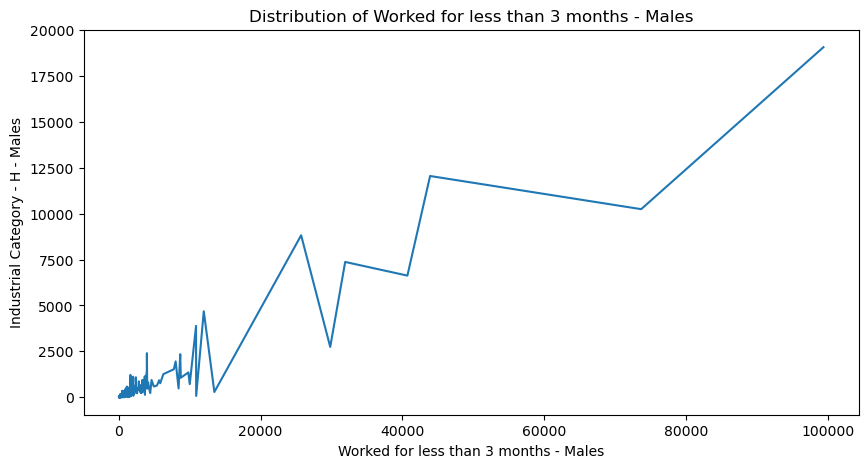 Distribution of Worked for less than 3 months - Males
20000
17500
15000
12500
10000
7500
5000
2500
0
Industrial Category - H - Males
0 20000 40000 60000 80000 100000
Worked for less than 3 months - Males